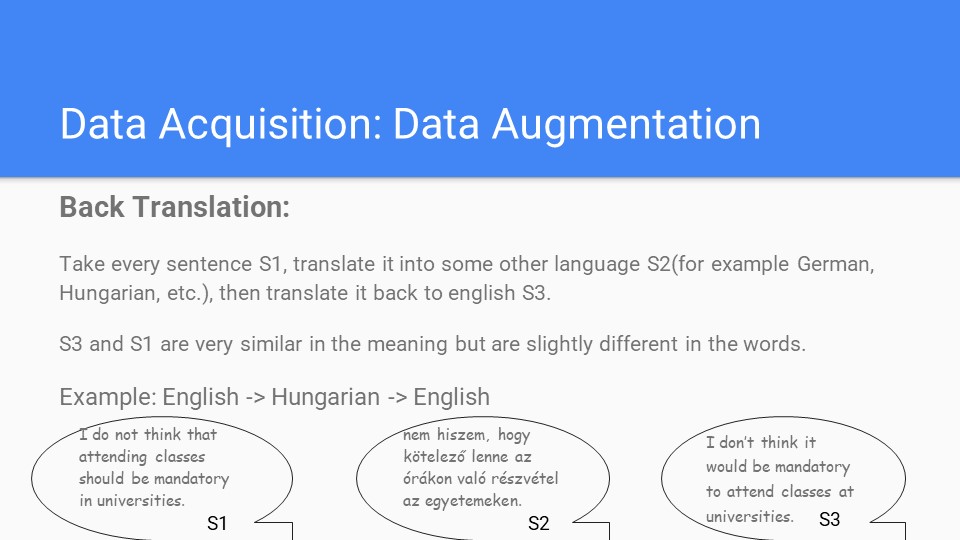 Data Acquisition: Data Augmentation
Back Translation:
Take every sentence S1, translate it into some other language S2(for example German,
Hungarian, etc.), then translate it back to english S3.
S3 and S1 are very similar in the meaning but are slightly different in the words.
Example: English -> Hungarian -> English
I do not think that
attending classes
should be mandatory
in universities.
S1
nem hiszem, hogy
kötelező lenne az
órákon való részvétel
az egyetemeken.
S2
I don't think it
would be mandatory
to attend classes at
universities.
S3